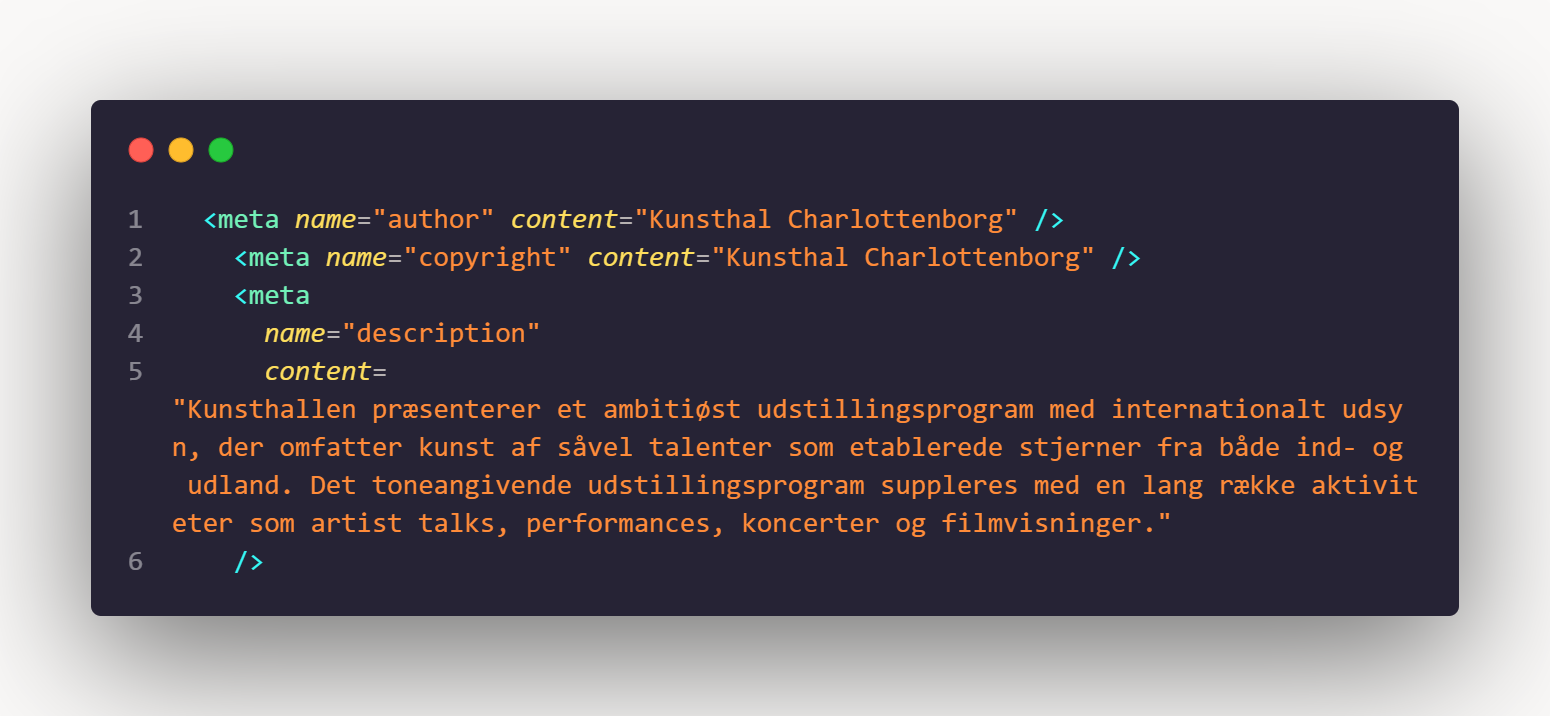 1 <meta name="author" content="Kunsthal Charlottenborg" />
2 <meta name="copyright" content="Kunsthal Charlottenborg" />
3 <meta
4 name="description"
5 content=
"Kunsthallen præsenterer et ambitiøst udstillingsprogram med internationalt udsy
n, der omfatter kunst af såvel talenter som etablerede stjerner fra både ind- og
udland. Det toneangivende udstillingsprogram suppleres med en lang række aktivit
eter som artist talks, performances, koncerter og filmvisninger."
6 />